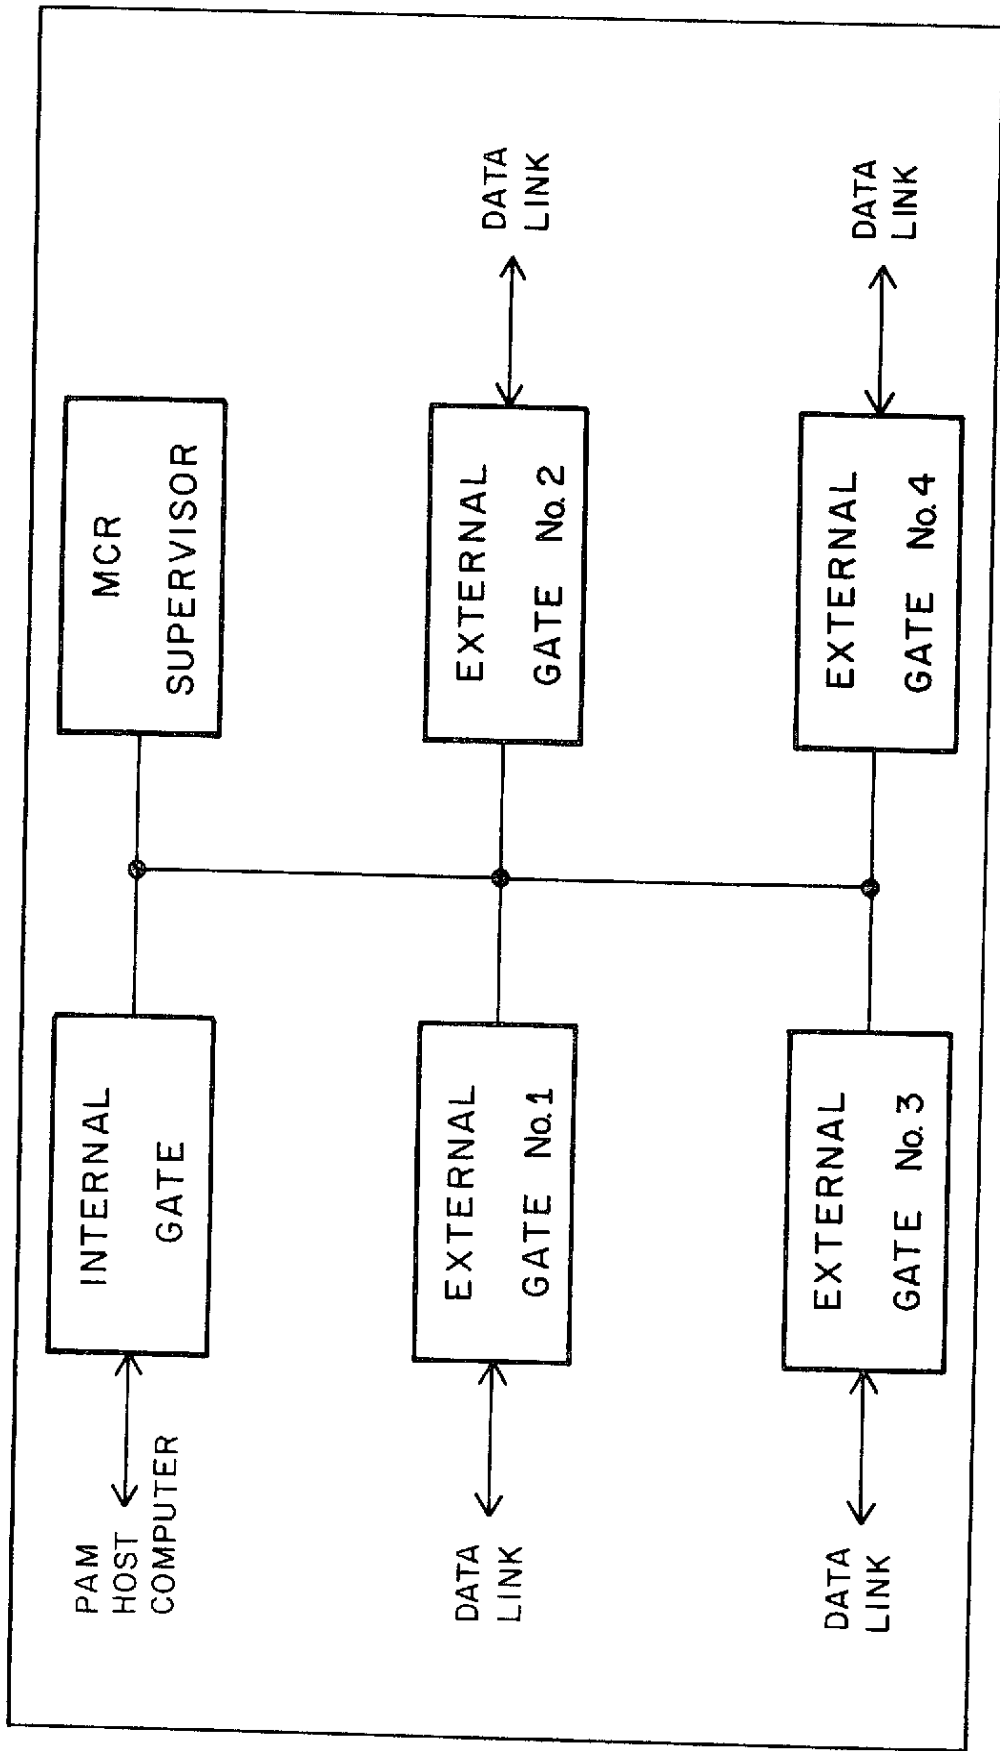 PAM
HOST
COMPUTER
INTERNAL
GATE
MCR
SUPERVISOR
DATA
LINK
EXTERNAL
GATE No.1
EXTERNAL
GATE No.2
DATA
LINK
DATA
LINK
EXTERNAL
GATE No.3
EXTERNAL
GATE No.4
DATA
LINK